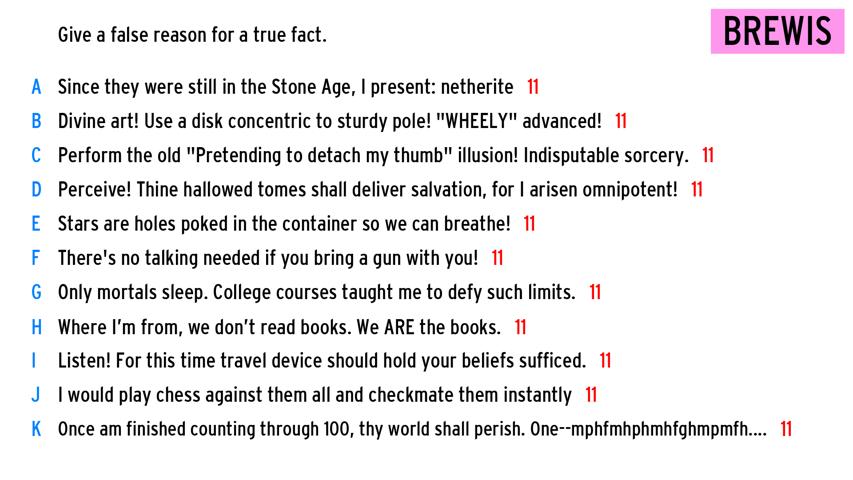 BREWIS
Give a false reason for a true fact.
A Since they were still in the Stone Age, I present: netherite 11
B Divine art! Use a disk concentric to sturdy pole! "WHEELY" advanced! 11
C Perform the old "Pretending to detach my thumb" illusion! Indisputable sorcery. 11
D Perceive! Thine hallowed tomes shall deliver salvation, for I arisen omnipotent! 11
E Stars are holes poked in the container so we can breathe! 11
F There's no talking needed if you bring a gun with you! 11
G Only mortals sleep. College courses taught me to defy such limits. 11
H Where I'm from, we don't read books. We ARE the books. 11
I Listen! For this time travel device should hold your beliefs sufficed. 11
J I would play chess against them all and checkmate them instantly 11
K Once am finished counting through 100, thy world shall perish. One--mphfmhphmhfghmpmfh.... 11